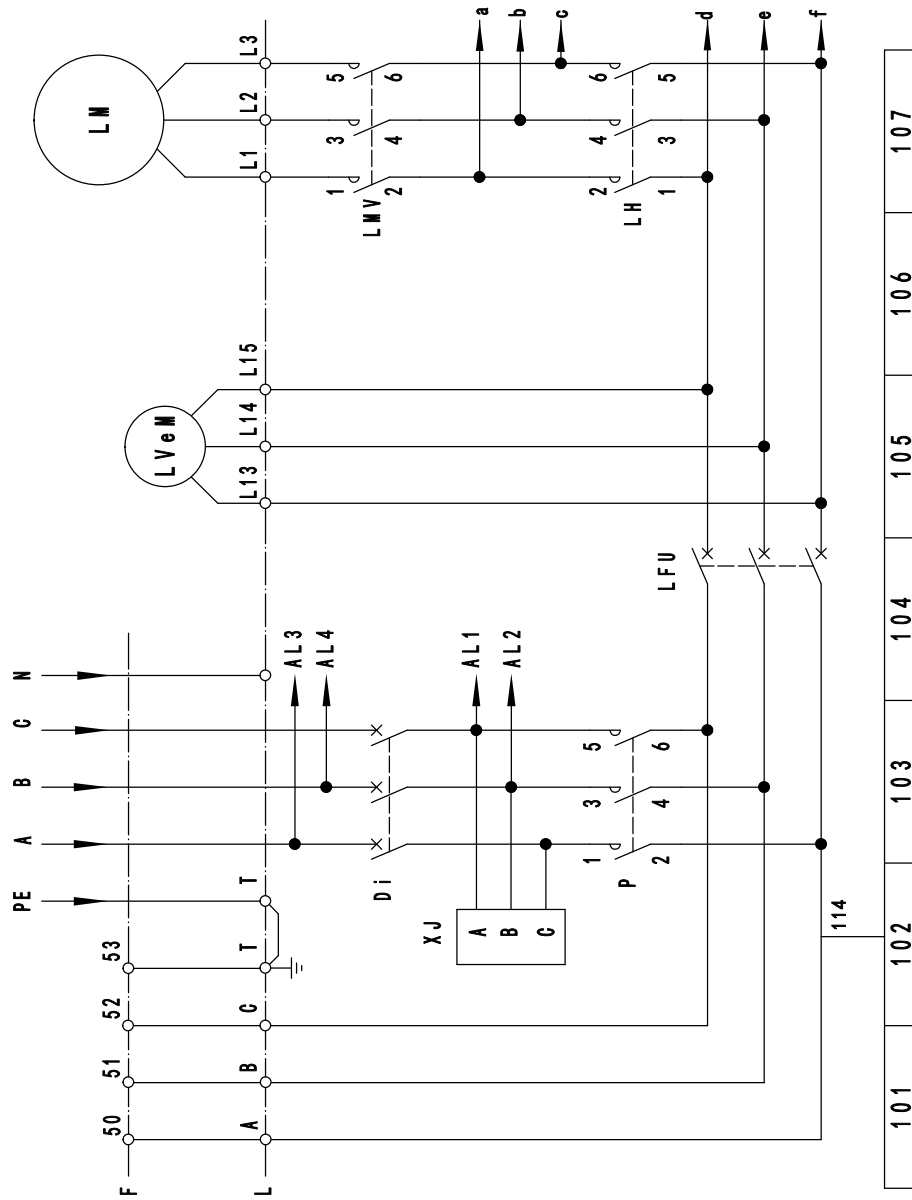 F
50
51
52
53
PE
A
B
C
N
L
A
B
C
T
T
L13
L14
L15
L1
L2
L3
LVeM
LM
AL3
AL4
Di
LMV
1
2
3
4
5
6
XJ
A
B
C
AL1
AL2
a
b
c
P
1
2
3
4
5
6
LH
2
1
4
3
6
5
LFU
d
e
f
114
101
102
103
104
105
106
107